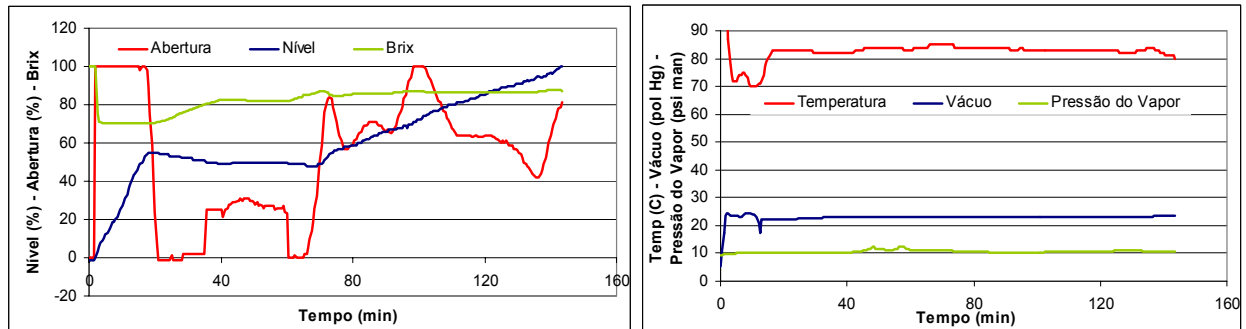 Nível (%) - Abertura (%) - Brix
120
100
80
60
40
20
0
-20
Abertura Nível Brix
0 40 80 120 160
Tempo (min)
Temp (C) - Vácuo (pol Hg) -
Pressão do Vapor (psi man)
90
80
70
60
50
40
30
20
10
0
Temperatura Vácuo Pressão do Vapor
0 40 80 120 160
Tempo (min)